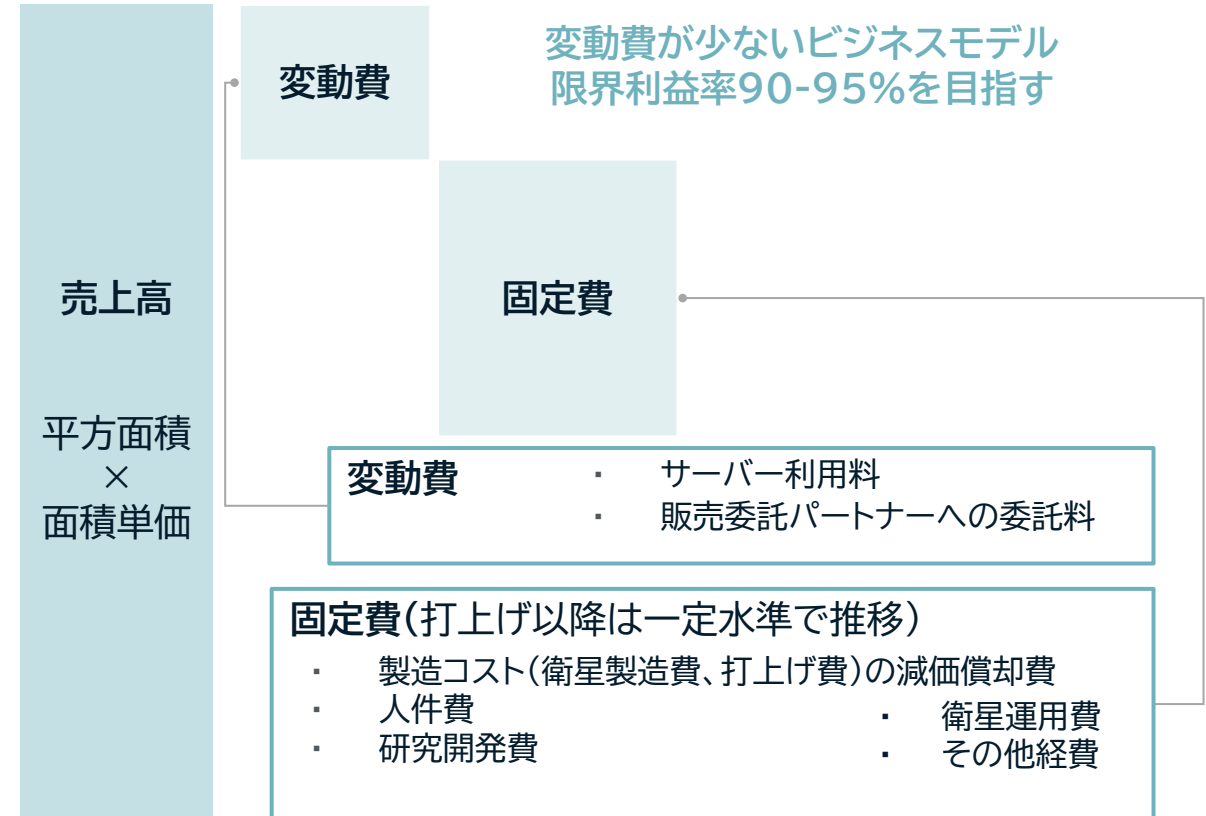 変動費
変動費が少ないビジネスモデル
限界利益率90-95%を目指す
売上高
固定費
平方面積
×
面積単価
変動費
・ サーバー利用料
・ 販売委託パートナーへの委託料
固定費(打上げ以降は一定水準で推移)
・ 製造コスト(衛星製造費、打上げ費)の減価償却費
・ 人件費
・ 研究開発費
・ 衛星運用費
・ その他経費